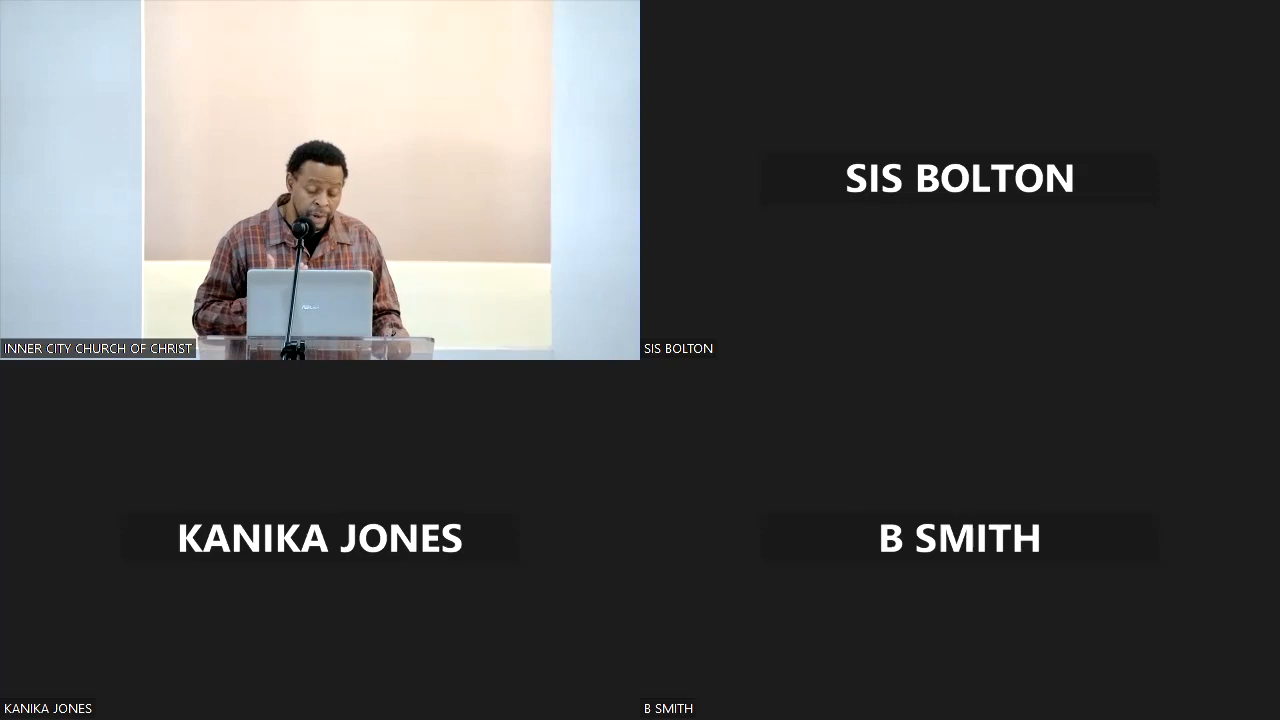 SIS BOLTON
INNER CITY CHURCH OF CHRIST
SIS BOLTON
KANIKA JONES
B SMITH
KANIKA JONES
B SMITH